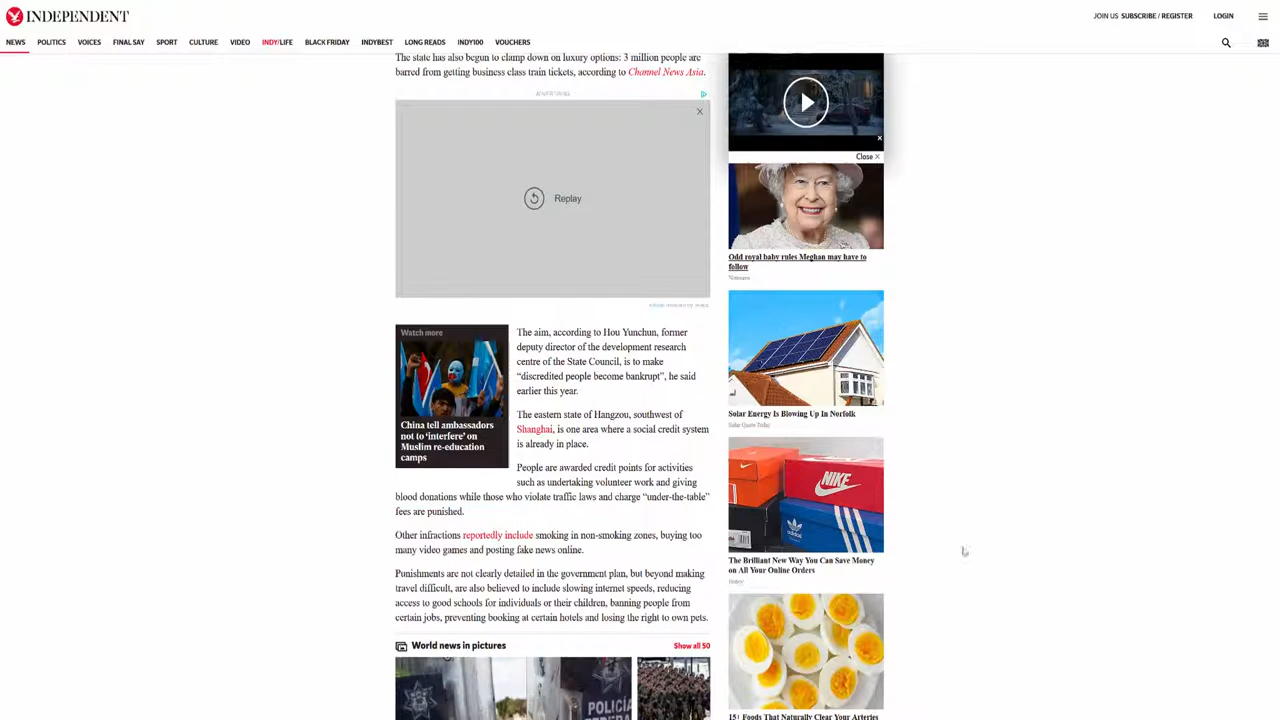 INDEPENDENT
JOIN US SUBSCRIBE / REGISTER
LOGIN
NEWS POLITICS VOICES FINAL SAY SPORT CULTURE VIDEO INDY/LIFE BLACK FRIDAY INDYBEST LONG READS INDY100 VOUCHERS
The state has also begun to clamp down on luxury options: 3 million people are
barred from getting business class train tickets, according to Channel News Asia.
ADVERTISING
X
Replay
Watch more
China tell ambassadors
not to ‘interfere’ on
Muslim re-education
camps
The aim, according to Hou Yunchun, former
deputy director of the development research
centre of the State Council, is to make
“discredited people become bankrupt”, he said
earlier this year.
The eastern state of Hangzou, southwest of
Shanghai, is one area where a social credit system
is already in place.
People are awarded credit points for activities
such as undertaking volunteer work and giving
blood donations while those who violate traffic laws and charge “under-the-table”
fees are punished.
Other infractions reportedly include smoking in non-smoking zones, buying too
many video games and posting fake news online.
Punishments are not clearly detailed in the government plan, but beyond making
travel difficult, are also believed to include slowing internet speeds, reducing
access to good schools for individuals or their children, banning people from
certain jobs, preventing booking at certain hotels and losing the right to own pets.
World news in pictures
Show all 50
POLICÍA
Close X
Odd royal baby rules Meghan may have to
follow
Solar Energy Is Blowing Up In Norfolk
Solar Quote Today
NIKE
adidas
The Brilliant New Way You Can Save Money
on All Your Online Orders
15+ Foods That Naturally Clear Your Arteries